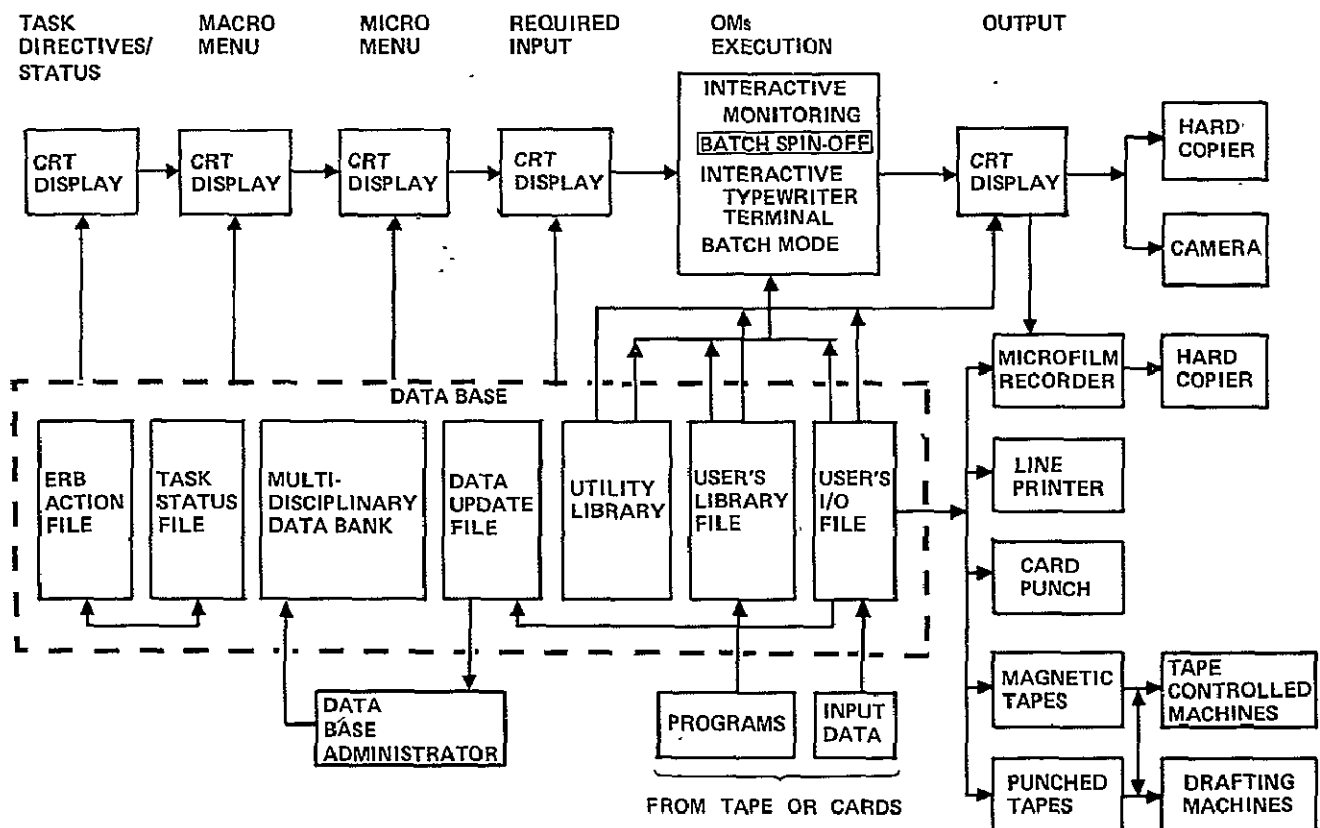 TASK
DIRECTIVES/
STATUS
MACRO
MENU
MICRO
MENU
REQUIRED
INPUT
OMs
EXECUTION
OUTPUT
CRT
DISPLAY
CRT
DISPLAY
CRT
DISPLAY
CRT
DISPLAY
INTERACTIVE
MONITORING
BATCH SPIN-OFF
INTERACTIVE
TYPEWRITER
TERMINAL
BATCH MODE
CRT
DISPLAY
HARD
COPIER
CAMERA
MICROFILM
RECORDER
HARD
COPIER
LINE
PRINTER
CARD
PUNCH
MAGNETIC
TAPES
TAPE
CONTROLLED
MACHINES
PUNCHED
TAPES
DRAFTING
MACHINES
DATA BASE
ERB
ACTION
FILE
TASK
STATUS
FILE
MULTI-
DISCIPLINARY
DATA BANK
DATA
UPDATE
FILE
UTILITY
LIBRARY
USER'S
LIBRARY
FILE
USER'S
I/O
FILE
DATA
BASE
ADMINISTRATOR
PROGRAMS
INPUT
DATA
FROM TAPE OR CARDS